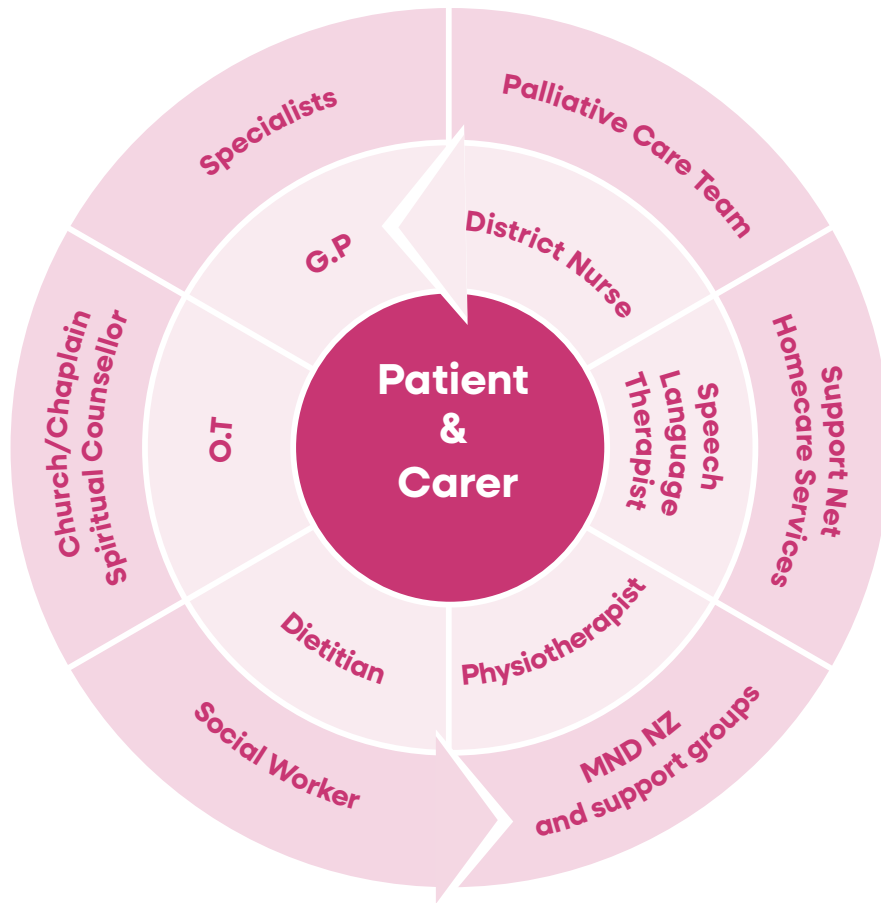 Specialists
Palliative Care Team
Support Net
Homecare Services
MND NZ
and support groups
Social Worker
Church/Chaplain
Spiritual Counsellor
G.P
District Nurse
Speech
Language
Therapist
Physiotherapist
Dietitian
O.T
Patient
&
Carer